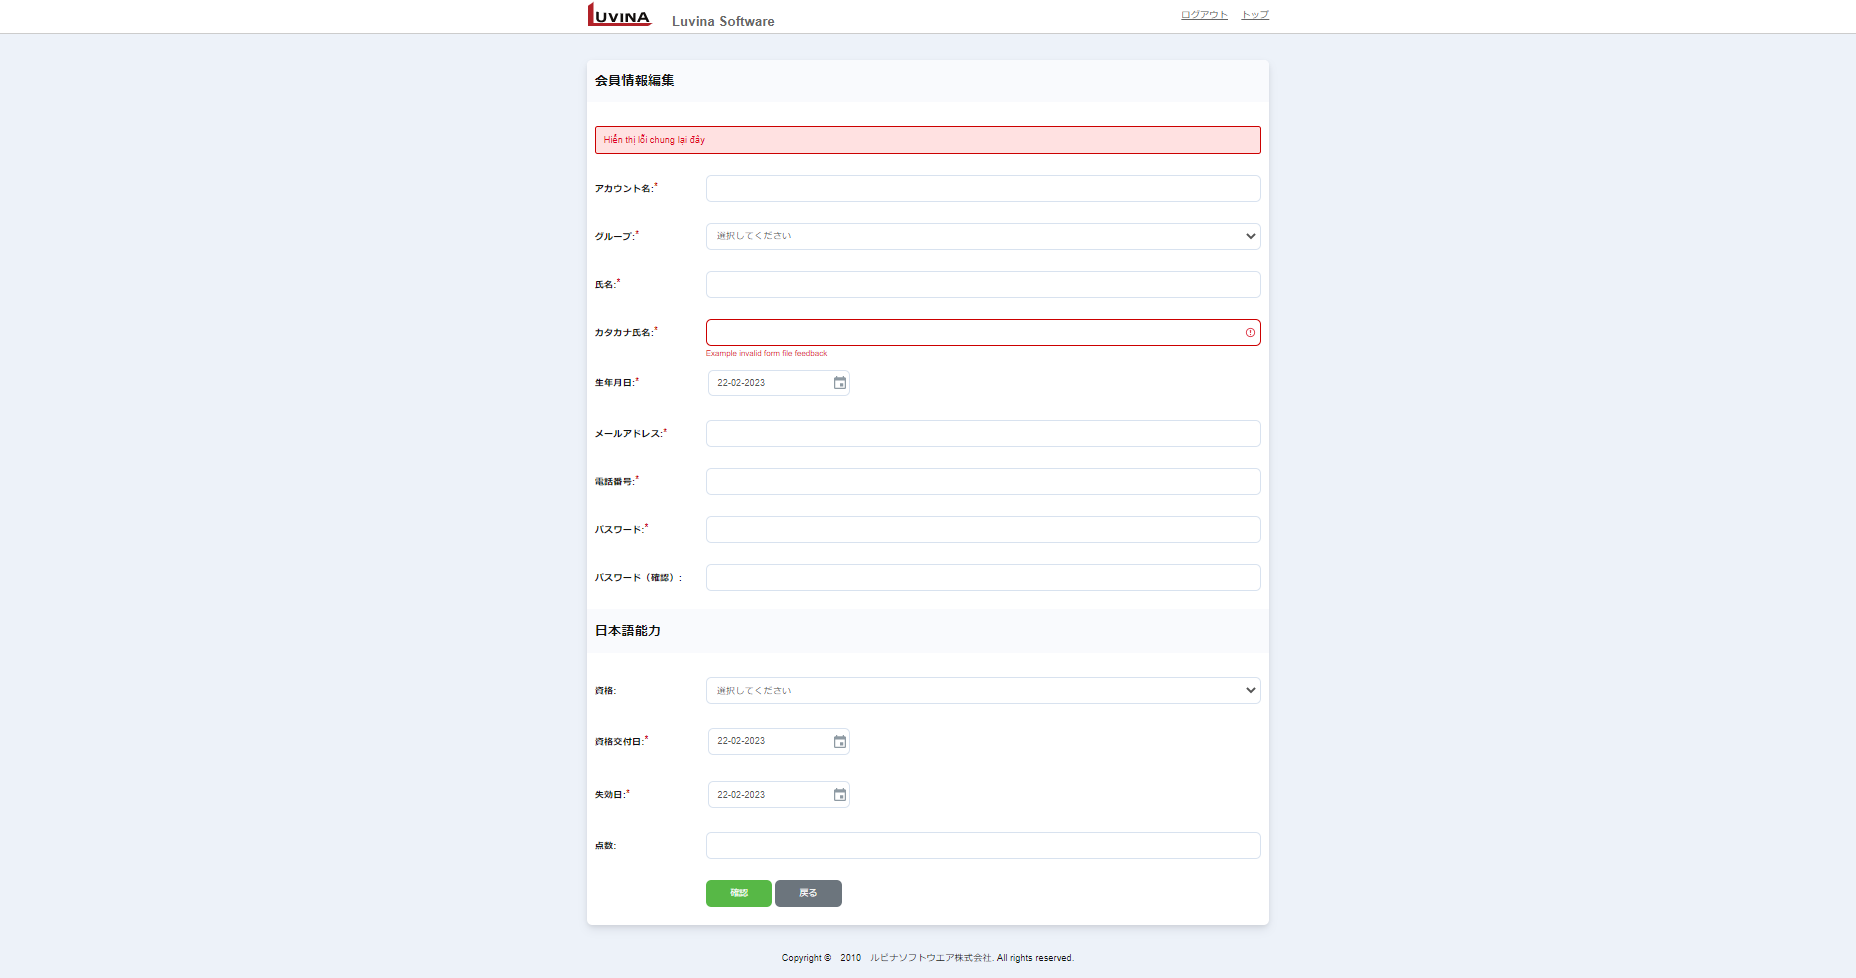 LUVINA Luvina Software ログアウト トップ
会員情報編集
Hiển thị lỗi chung lại đây
アカウント名:*
グループ:* 選択してください
氏名:*
カタカナ氏名:*
Example invalid form file feedback
生年月日:* 22-02-2023
メールアドレス:*
電話番号:*
パスワード:*
パスワード（確認）:
日本語能力
資格: 選択してください
資格交付日:* 22-02-2023
失効日:* 22-02-2023
点数:
確認 戻る
Copyright © 2010 ルビナソフトウエア株式会社. All rights reserved.